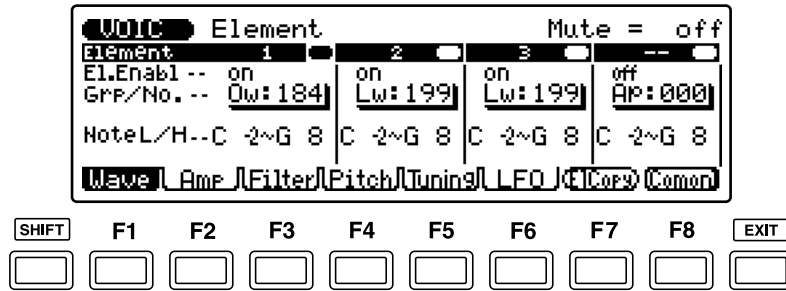 VOIC Element Mute = off
Element 1 2 3 --
El.Enabl -- on on on off
Grp/No. -- Ow:184 Lw:199 Lw:199 Ap:000
NoteL/H--C -2~G 8 C -2~G 8 C -2~G 8 C -2~G 8
Wave Amp Filter Pitch Tuning LFO ElCopy Comon
SHIFT F1 F2 F3 F4 F5 F6 F7 F8 EXIT